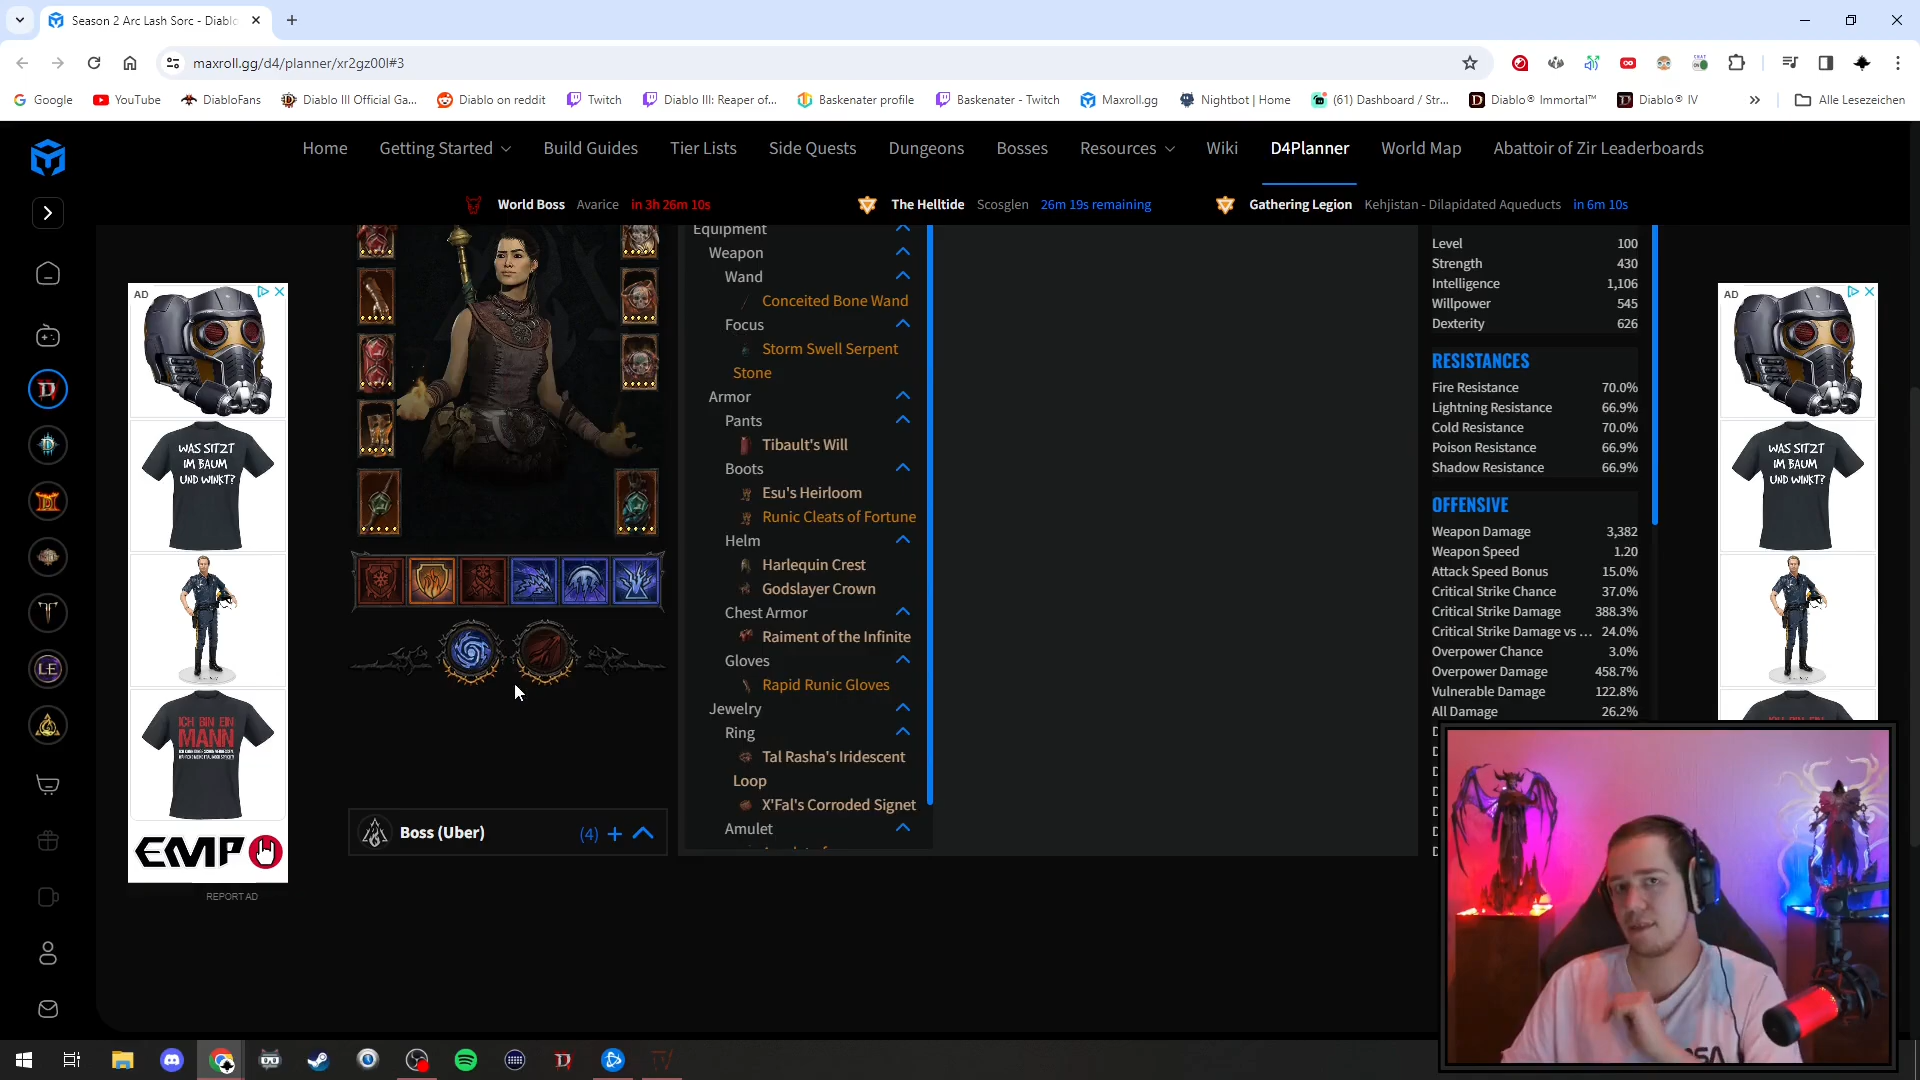 Season 2 Arc Lash Sorc - Diablo
maxroll.gg/d4/planner/xr2gz00l#3
Google
YouTube
DiabloFans
Diablo III Official Ga...
Diablo on reddit
Twitch
Diablo III: Reaper of...
Baskenater profile
Baskenater - Twitch
Maxroll.gg
Nightbot | Home
(61) Dashboard / Str...
Diablo® Immortal™
Diablo® IV
Alle Lesezeichen
Home
Getting Started
Build Guides
Tier Lists
Side Quests
Dungeons
Bosses
Resources
Wiki
D4Planner
World Map
Abattoir of Zir Leaderboards
World Boss Avarice in 3h 26m 10s
The Helltide Scosglen 26m 19s remaining
Gathering Legion Kehjistan - Dilapidated Aqueducts in 6m 10s
AD
WAS SITZT
IM BAUM
UND WINKT?
ICH BIN EIN
MANN
EMP
REPORT AD
Boss (Uber) (4)
Equipment
Weapon
Wand
Conceited Bone Wand
Focus
Storm Swell Serpent
Stone
Armor
Pants
Tibault's Will
Boots
Esu's Heirloom
Runic Cleats of Fortune
Helm
Harlequin Crest
Godslayer Crown
Chest Armor
Raiment of the Infinite
Gloves
Rapid Runic Gloves
Jewelry
Ring
Tal Rasha's Iridescent
Loop
X'Fal's Corroded Signet
Amulet
Level 100
Strength 430
Intelligence 1,106
Willpower 545
Dexterity 626
RESISTANCES
Fire Resistance 70.0%
Lightning Resistance 66.9%
Cold Resistance 70.0%
Poison Resistance 66.9%
Shadow Resistance 66.9%
OFFENSIVE
Weapon Damage 3,382
Weapon Speed 1.20
Attack Speed Bonus 15.0%
Critical Strike Chance 37.0%
Critical Strike Damage 388.3%
Critical Strike Damage vs ... 24.0%
Overpower Chance 3.0%
Overpower Damage 458.7%
Vulnerable Damage 122.8%
All Damage 26.2%
AD
WAS SITZT
IM BAUM
UND WINKT?
LE